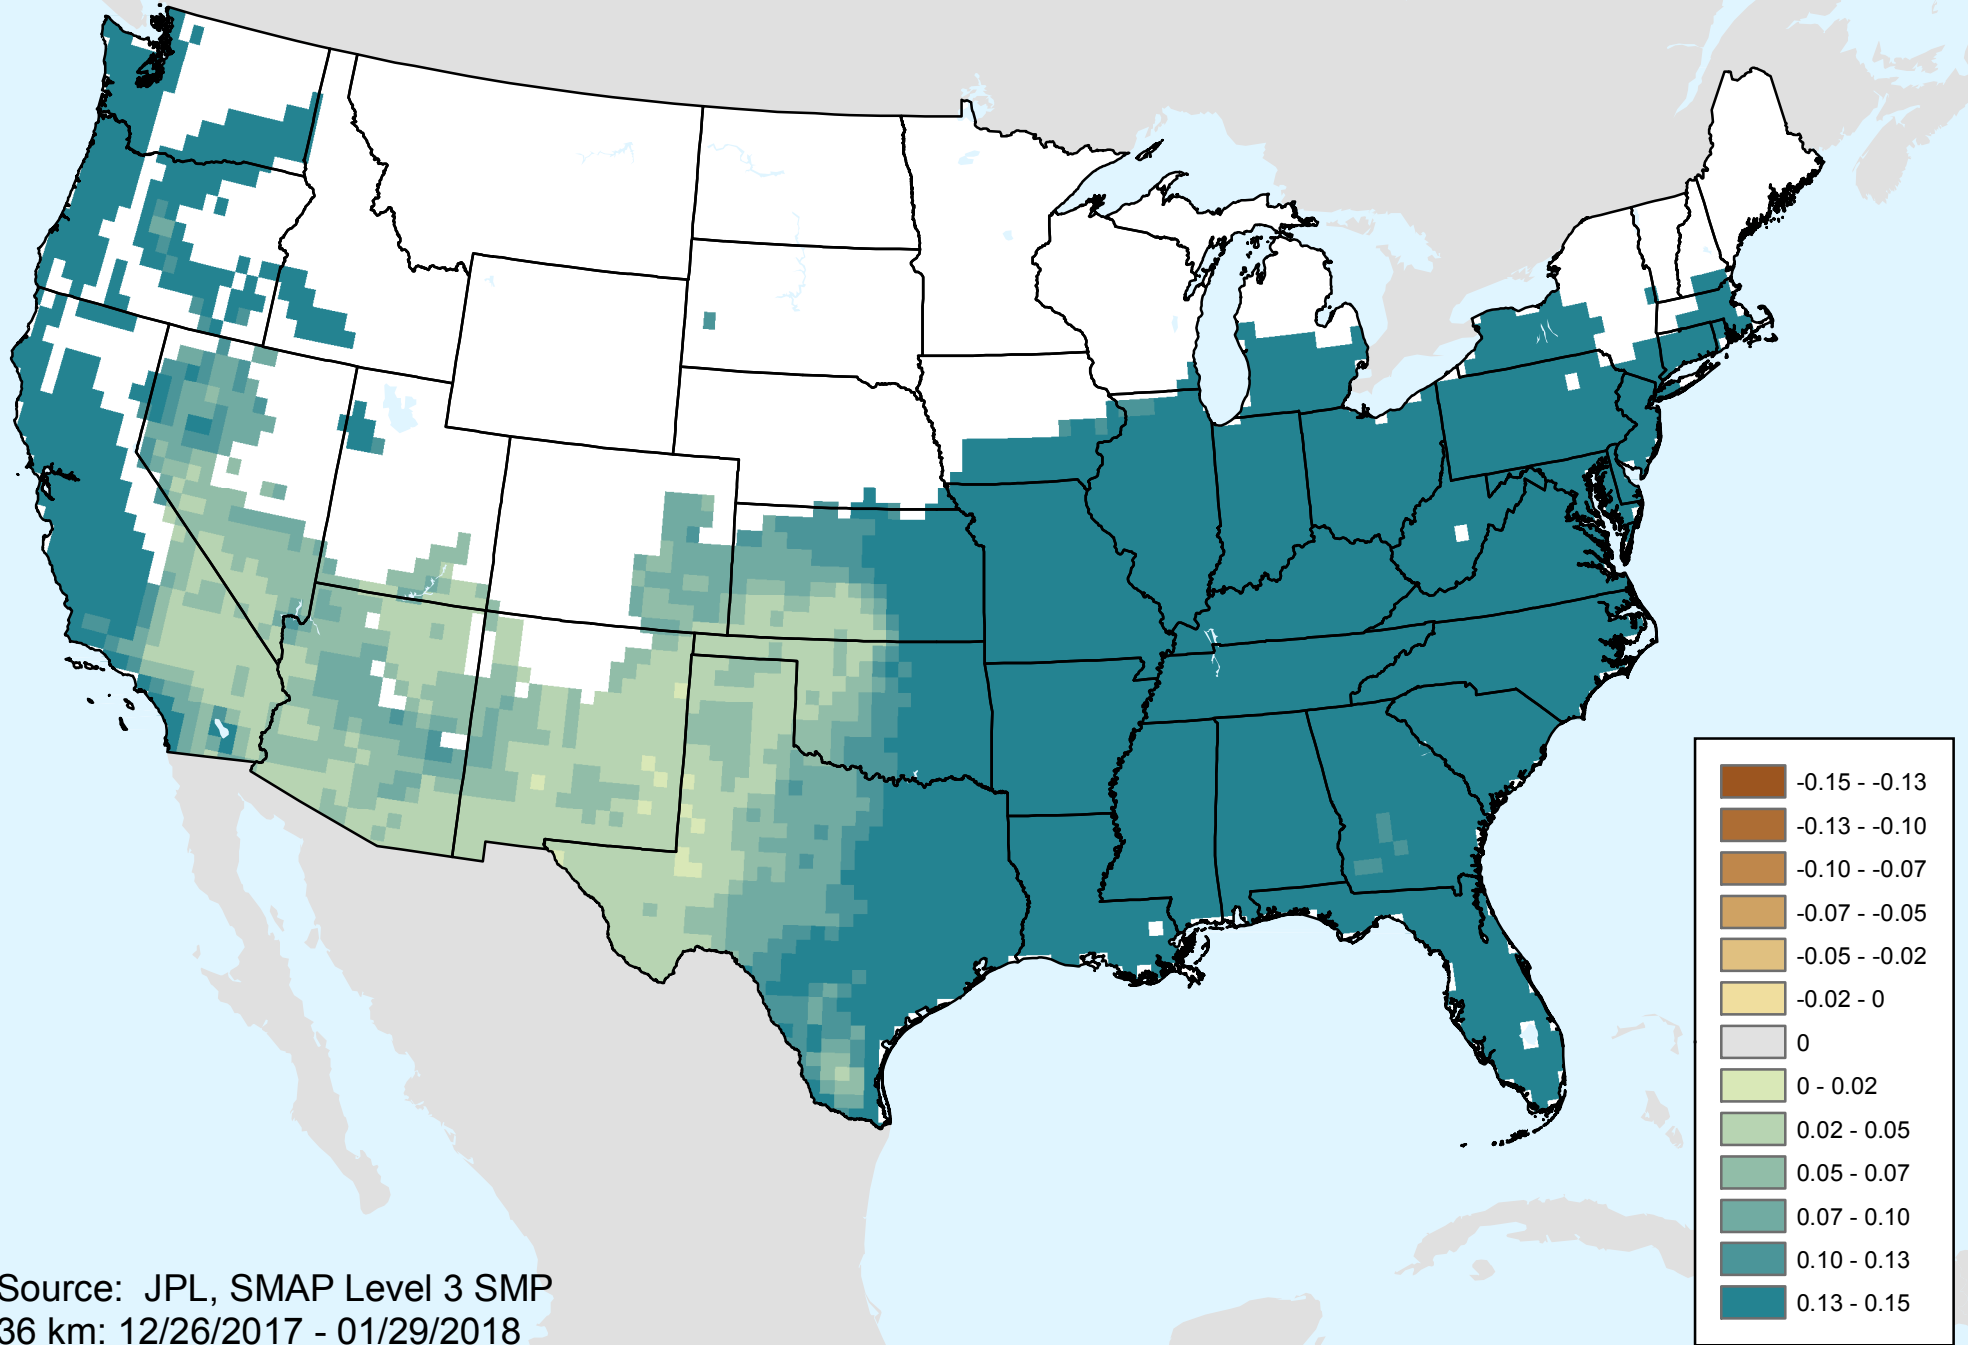 -0.15 - -0.13
-0.13 - -0.10
-0.10 - -0.07
-0.07 - -0.05
-0.05 - -0.02
-0.02 - 0
0
0 - 0.02
0.02 - 0.05
0.05 - 0.07
0.07 - 0.10
0.10 - 0.13
0.13 - 0.15
Source: JPL, SMAP Level 3 SMP
36 km: 12/26/2017 - 01/29/2018